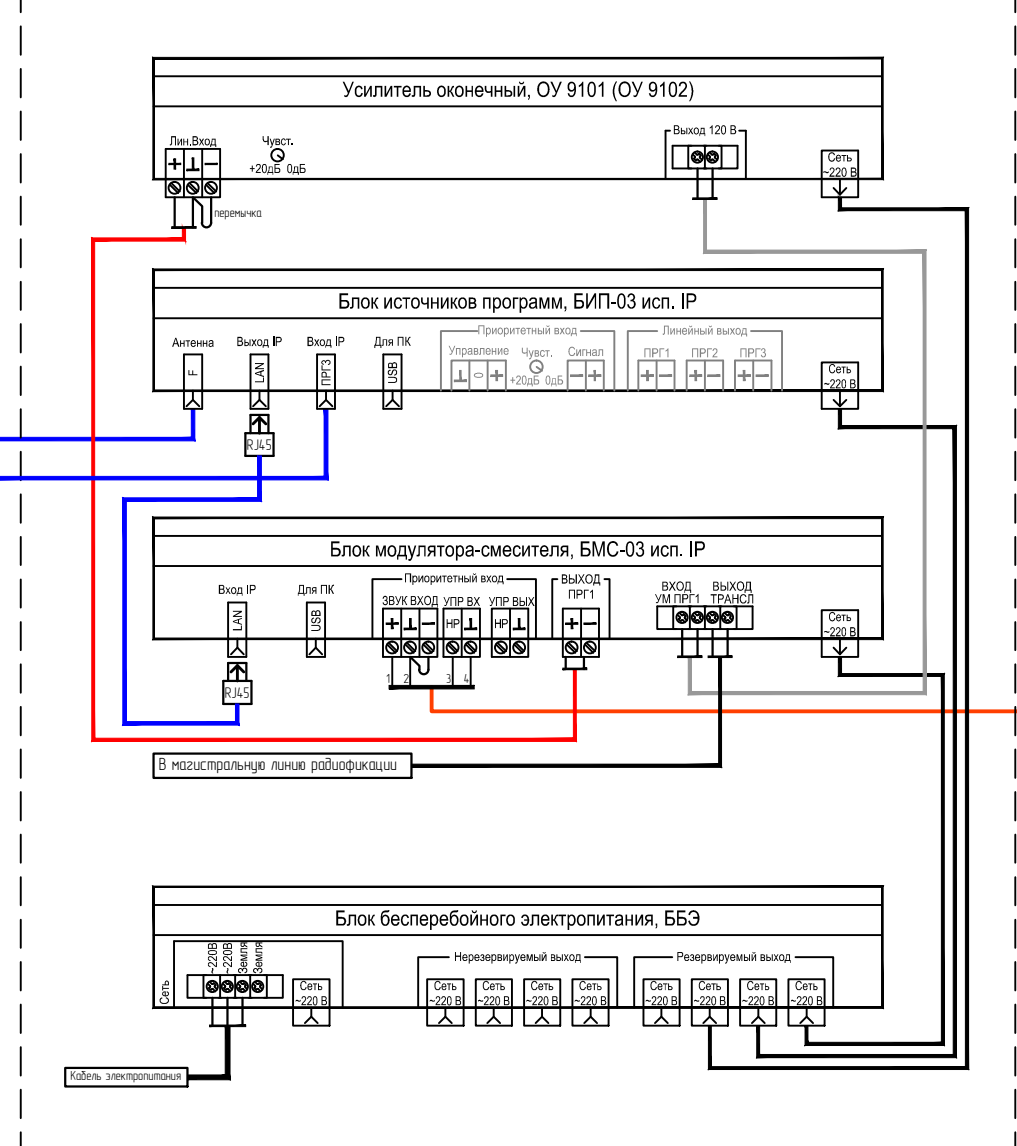 Усилитель оконечный, ОУ 9101 (ОУ 9102)
Лин.Вход
Чувст.
+20дБ 0дБ
Выход 120 В
Сеть
~220 В
+ ⊥ −
перемычка
Блок источников программ, БИП-03 исп. IP
Антенна
Выход IP
Вход IP
Для ПК
Приоритетный вход
Линейный выход
Управление
Чувст.
Сигнал
ПРГ1
ПРГ2
ПРГ3
F
LAN
ПРГ3
USB
⊥ 0 +
+20дБ 0дБ
− +
+ −
+ −
+ −
Сеть
~220 В
RJ45
Блок модулятора-смесителя, БМС-03 исп. IP
Вход IP
Для ПК
Приоритетный вход
ЗВУК ВХОД
УПР ВХ
УПР ВЫХ
ВЫХОД
ПРГ1
ВХОД
УМ ПРГ1
ВЫХОД
ТРАНСЛ
Сеть
~220 В
LAN
USB
+ ⊥ −
НР ⊥
НР ⊥
+ −
1 2 3 4
RJ45
В магистральную линию радиофикации
Блок бесперебойного электропитания, ББЭ
Сеть
~220В
~220В
Земля
Земля
Сеть
~220 В
Нерезервируемый выход
Сеть
~220 В
Сеть
~220 В
Сеть
~220 В
Сеть
~220 В
Резервируемый выход
Сеть
~220 В
Сеть
~220 В
Сеть
~220 В
Сеть
~220 В
Кабель электропитания